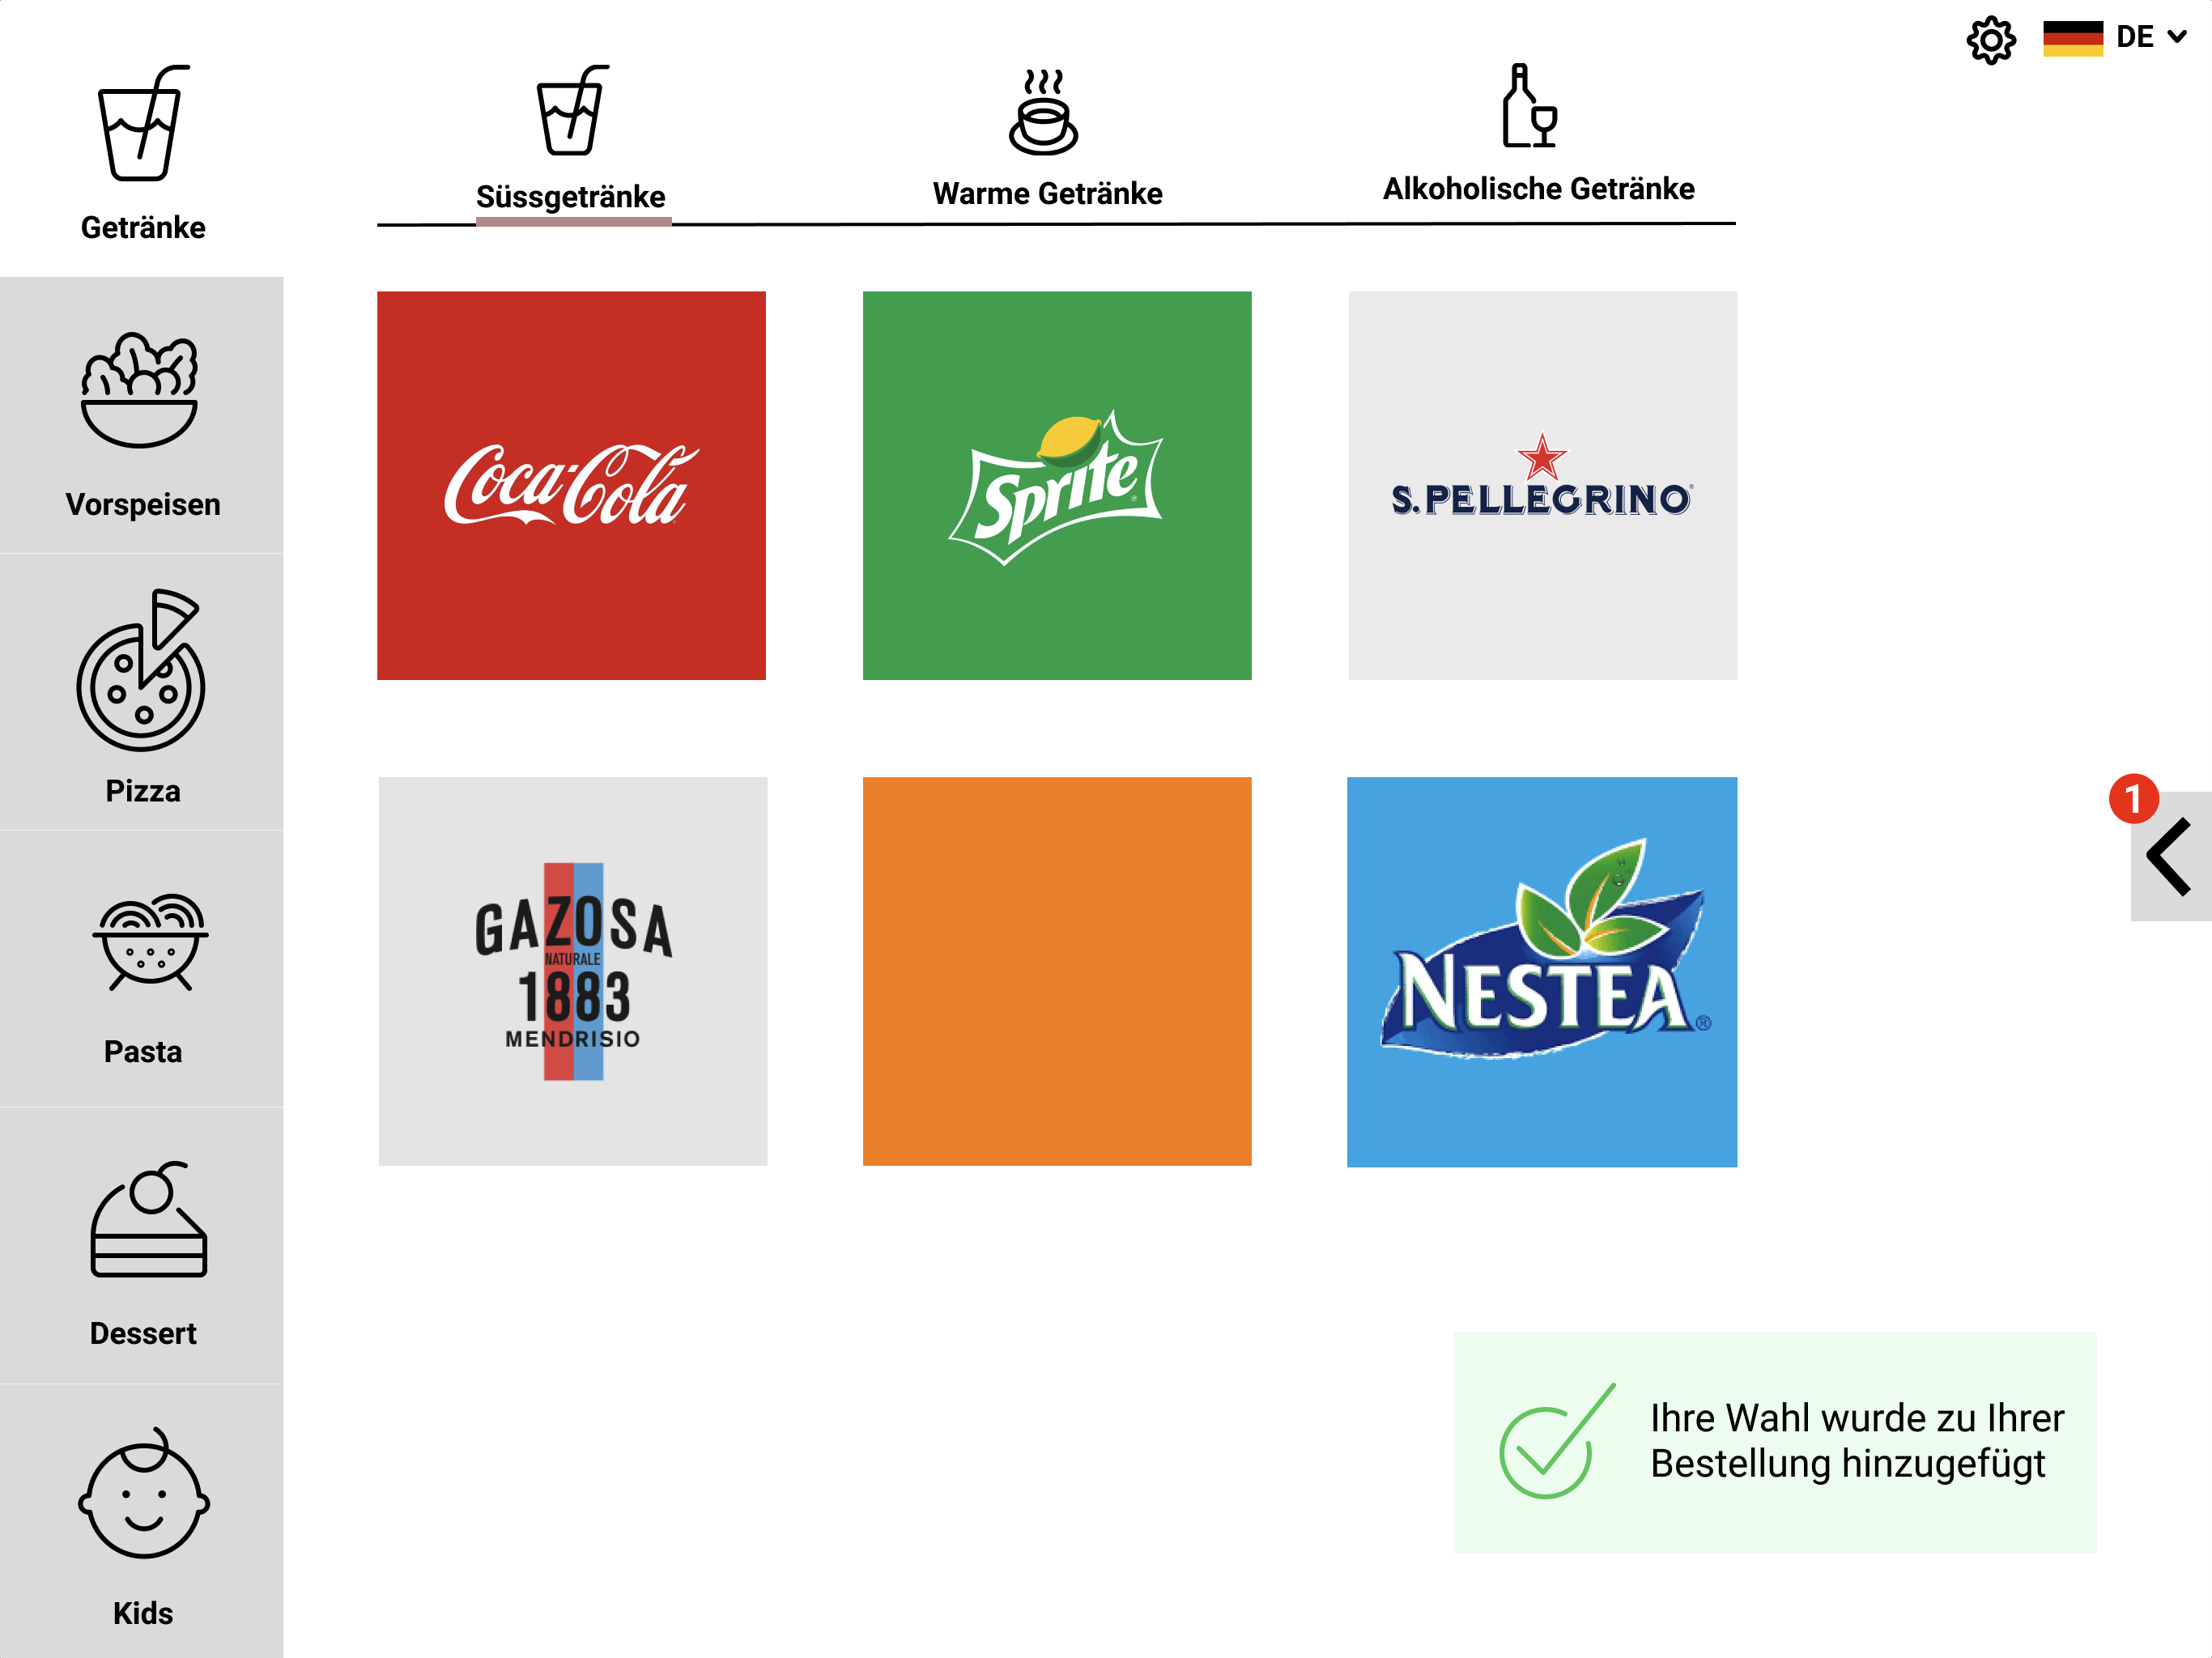 DE
Getränke
Süssgetränke
Warme Getränke
Alkoholische Getränke
Vorspeisen
Pizza
Pasta
Dessert
Kids
Coca-Cola
Sprite
S.PELLEGRINO
GAZOSA
NATURALE
1883
MENDRISIO
NESTEA®
1
Ihre Wahl wurde zu Ihrer
Bestellung hinzugefügt